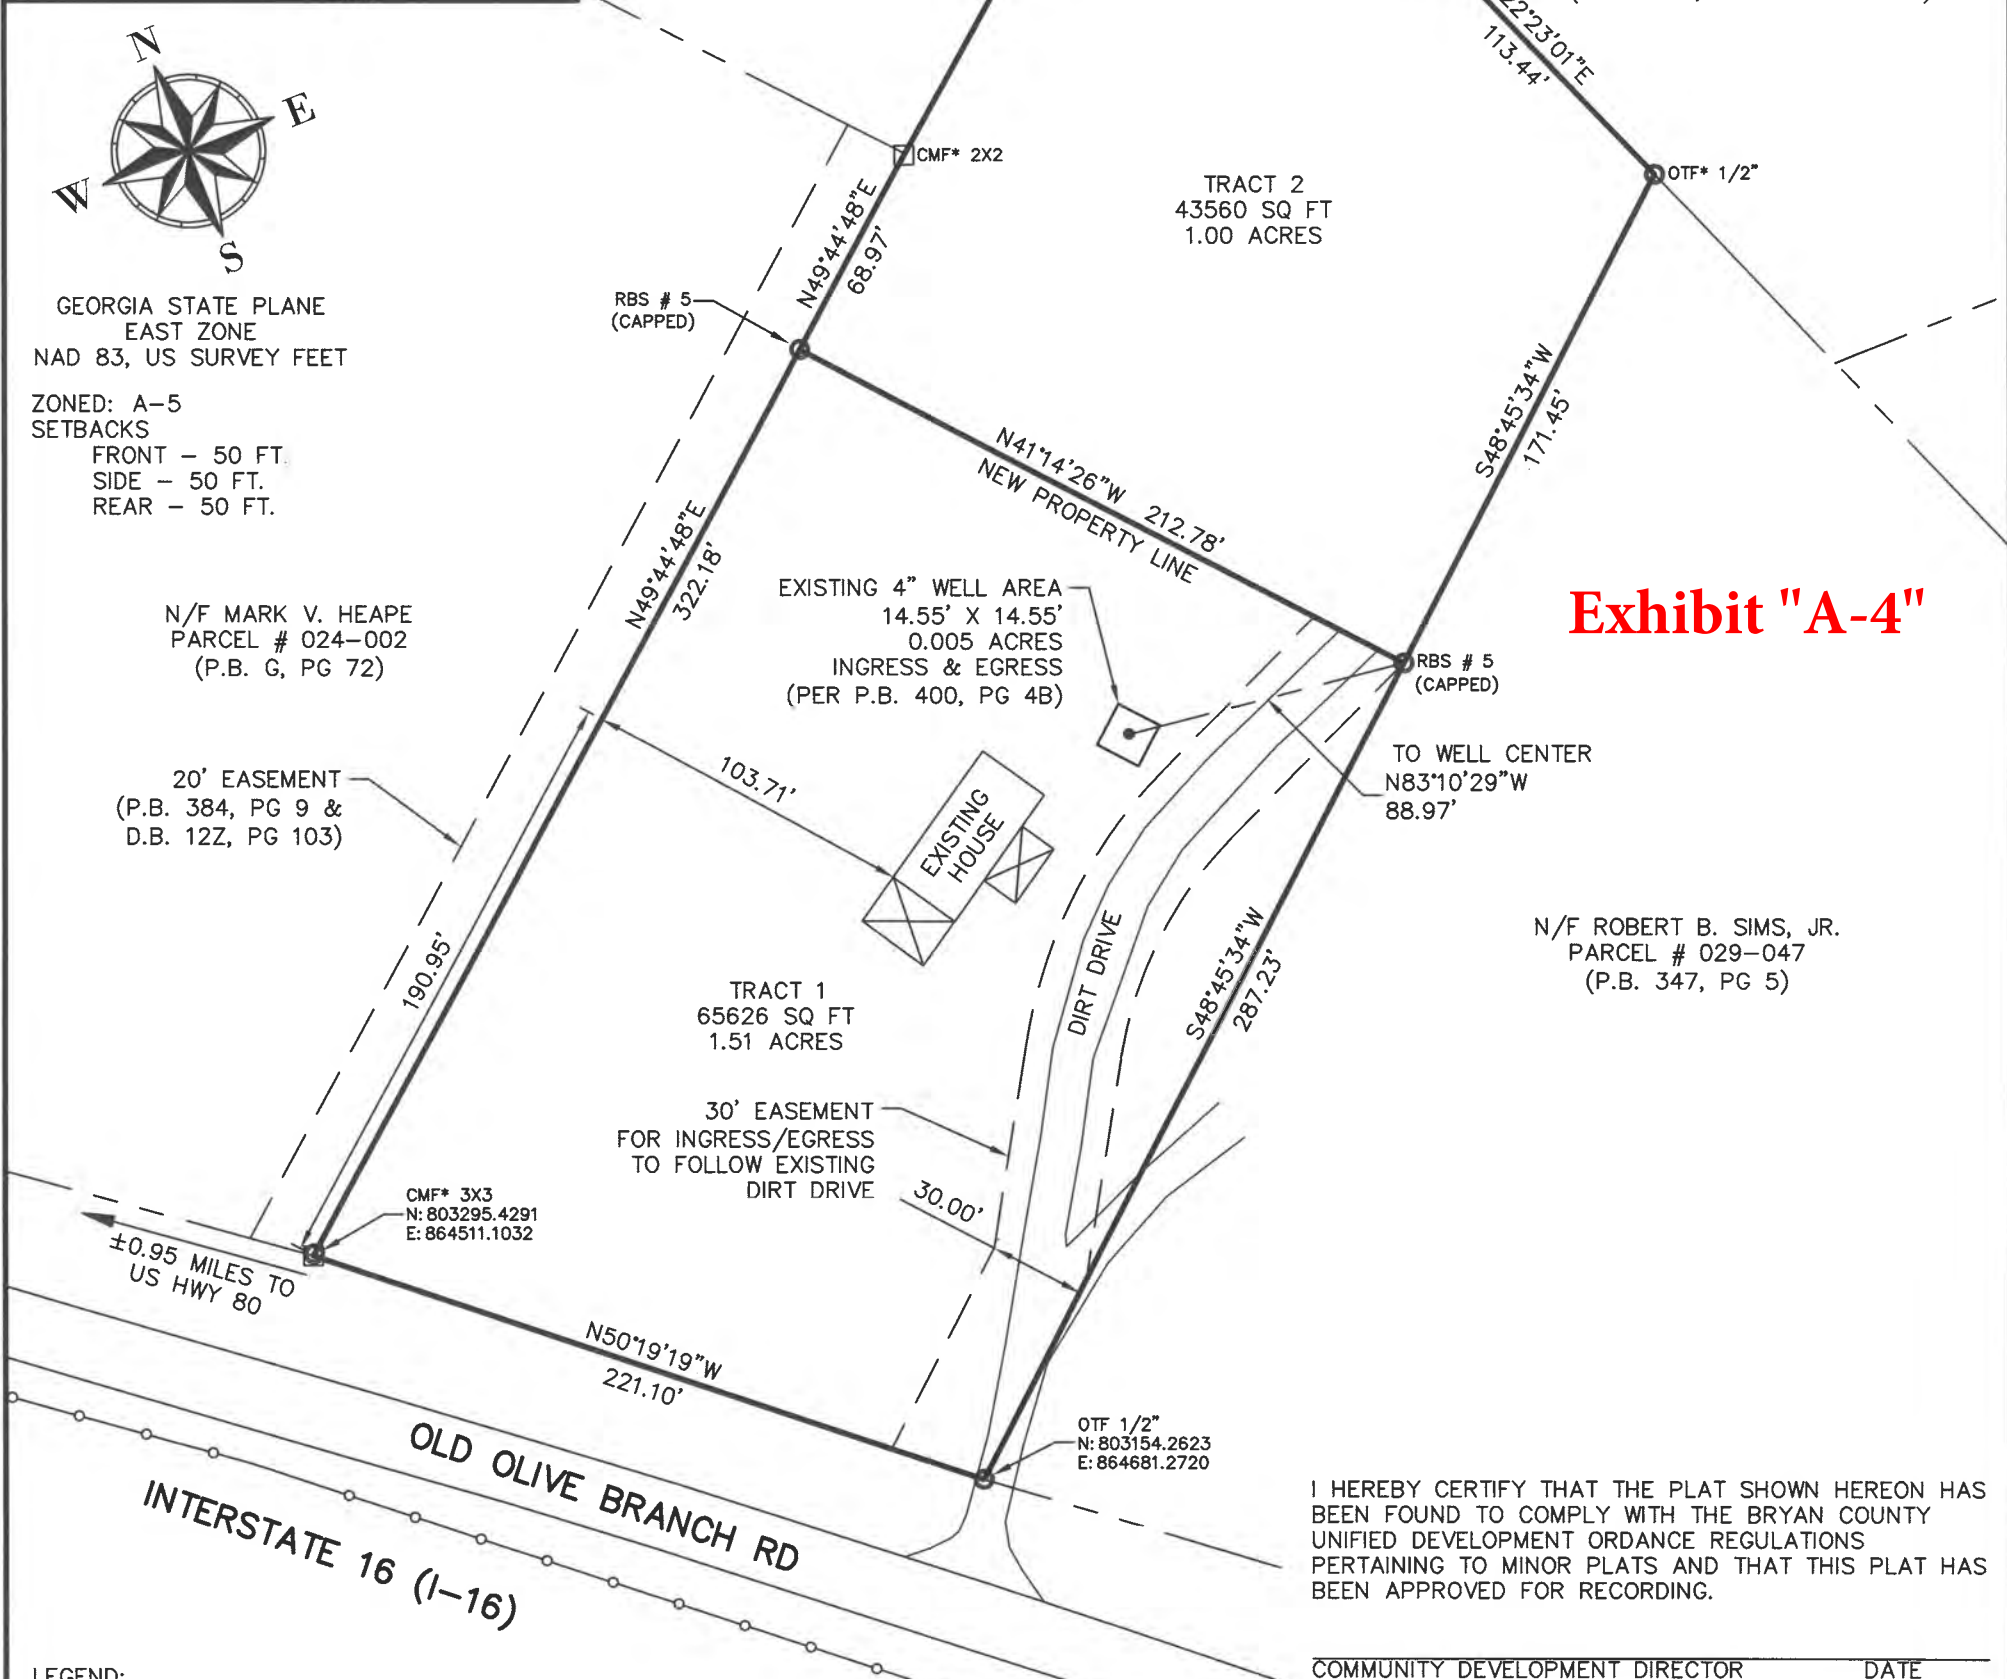 N
E
W
S
GEORGIA STATE PLANE
EAST ZONE
NAD 83, US SURVEY FEET
ZONED: A-5
SETBACKS
FRONT - 50 FT.
SIDE - 50 FT.
REAR - 50 FT.
22°23'01"E
113.44'
CMF* 2X2
OTF* 1/2"
TRACT 2
43560 SQ FT
1.00 ACRES
N49°44'48"E
68.97'
RBS # 5
(CAPPED)
S48°45'34"W
171.45'
N41°14'26"W 212.78'
NEW PROPERTY LINE
N49°44'48"E
322.18'
EXISTING 4" WELL AREA
14.55' X 14.55'
0.005 ACRES
INGRESS & EGRESS
(PER P.B. 400, PG 4B)
Exhibit "A-4"
N/F MARK V. HEAPE
PARCEL # 024-002
(P.B. G, PG 72)
RBS # 5
(CAPPED)
TO WELL CENTER
N83°10'29"W
88.97'
20' EASEMENT
(P.B. 384, PG 9 &
D.B. 12Z, PG 103)
103.71'
EXISTING
HOUSE
190.95'
DIRT DRIVE
S48°45'34"W
287.23'
N/F ROBERT B. SIMS, JR.
PARCEL # 029-047
(P.B. 347, PG 5)
TRACT 1
65626 SQ FT
1.51 ACRES
30' EASEMENT
FOR INGRESS/EGRESS
TO FOLLOW EXISTING
DIRT DRIVE
30.00'
CMF* 3X3
N: 803295.4291
E: 864511.1032
±0.95 MILES TO
US HWY 80
N50°19'19"W
221.10'
OTF 1/2"
N: 803154.2623
E: 864681.2720
OLD OLIVE BRANCH RD
INTERSTATE 16 (I-16)
I HEREBY CERTIFY THAT THE PLAT SHOWN HEREON HAS
BEEN FOUND TO COMPLY WITH THE BRYAN COUNTY
UNIFIED DEVELOPMENT ORDANCE REGULATIONS
PERTAINING TO MINOR PLATS AND THAT THIS PLAT HAS
BEEN APPROVED FOR RECORDING.
COMMUNITY DEVELOPMENT DIRECTOR DATE
LEGEND: